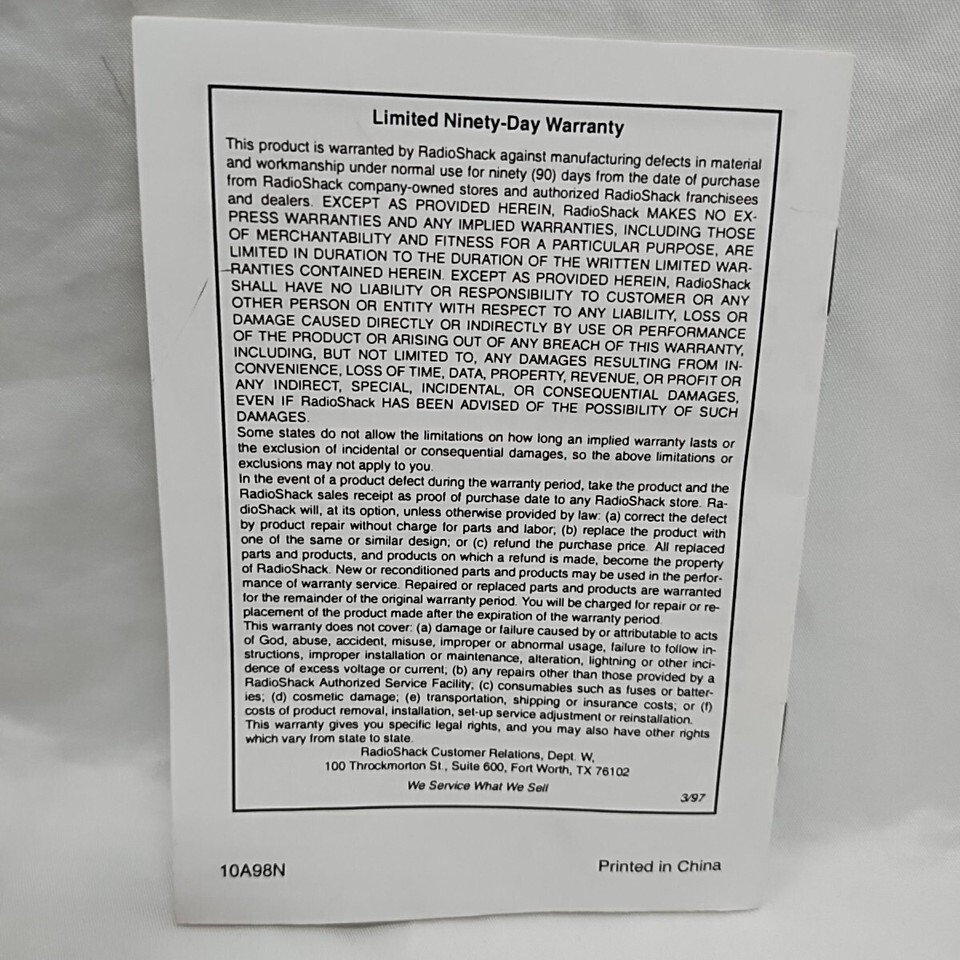 Limited Ninety-Day Warranty
This product is warranted by RadioShack against manufacturing defects in material
and workmanship under normal use for ninety (90) days from the date of purchase
from RadioShack company-owned stores and authorized RadioShack franchisees
and dealers. EXCEPT AS PROVIDED HEREIN, RadioShack MAKES NO EX-
PRESS WARRANTIES AND ANY IMPLIED WARRANTIES, INCLUDING THOSE
OF MERCHANTABILITY AND FITNESS FOR A PARTICULAR PURPOSE, ARE
LIMITED IN DURATION TO THE DURATION OF THE WRITTEN LIMITED WAR-
RANTIES CONTAINED HEREIN. EXCEPT AS PROVIDED HEREIN, RadioShack
SHALL HAVE NO LIABILITY OR RESPONSIBILITY TO CUSTOMER OR ANY
OTHER PERSON OR ENTITY WITH RESPECT TO ANY LIABILITY, LOSS OR
DAMAGE CAUSED DIRECTLY OR INDIRECTLY BY USE OR PERFORMANCE
OF THE PRODUCT OR ARISING OUT OF ANY BREACH OF THIS WARRANTY,
INCLUDING, BUT NOT LIMITED TO, ANY DAMAGES RESULTING FROM IN-
CONVENIENCE, LOSS OF TIME, DATA, PROPERTY, REVENUE, OR PROFIT OR
ANY INDIRECT, SPECIAL, INCIDENTAL, OR CONSEQUENTIAL DAMAGES,
EVEN IF RadioShack HAS BEEN ADVISED OF THE POSSIBILITY OF SUCH
DAMAGES.
Some states do not allow the limitations on how long an implied warranty lasts or
the exclusion of incidental or consequential damages, so the above limitations or
exclusions may not apply to you.
In the event of a product defect during the warranty period, take the product and the
RadioShack sales receipt as proof of purchase date to any RadioShack store. Ra-
dioShack will, at its option, unless otherwise provided by law: (a) correct the defect
by product repair without charge for parts and labor; (b) replace the product with
one of the same or similar design; or (c) refund the purchase price. All replaced
parts and products, and products on which a refund is made, become the property
of RadioShack. New or reconditioned parts and products may be used in the perfor-
mance of warranty service. Repaired or replaced parts and products are warranted
for the remainder of the original warranty period. You will be charged for repair or re-
placement of the product made after the expiration of the warranty period.
This warranty does not cover: (a) damage or failure caused by or attributable to acts
of God, abuse, accident, misuse, improper or abnormal usage, failure to follow in-
structions, improper installation or maintenance, alteration, lightning or other inci-
dence of excess voltage or current; (b) any repairs other than those provided by a
RadioShack Authorized Service Facility; (c) consumables such as fuses or batter-
ies; (d) cosmetic damage; (e) transportation, shipping or insurance costs; or (f)
costs of product removal, installation, set-up service adjustment or reinstallation.
This warranty gives you specific legal rights, and you may also have other rights
which vary from state to state.
RadioShack Customer Relations, Dept. W,
100 Throckmorton St., Suite 600, Fort Worth, TX 76102
We Service What We Sell
3/97
10A98N
Printed in China